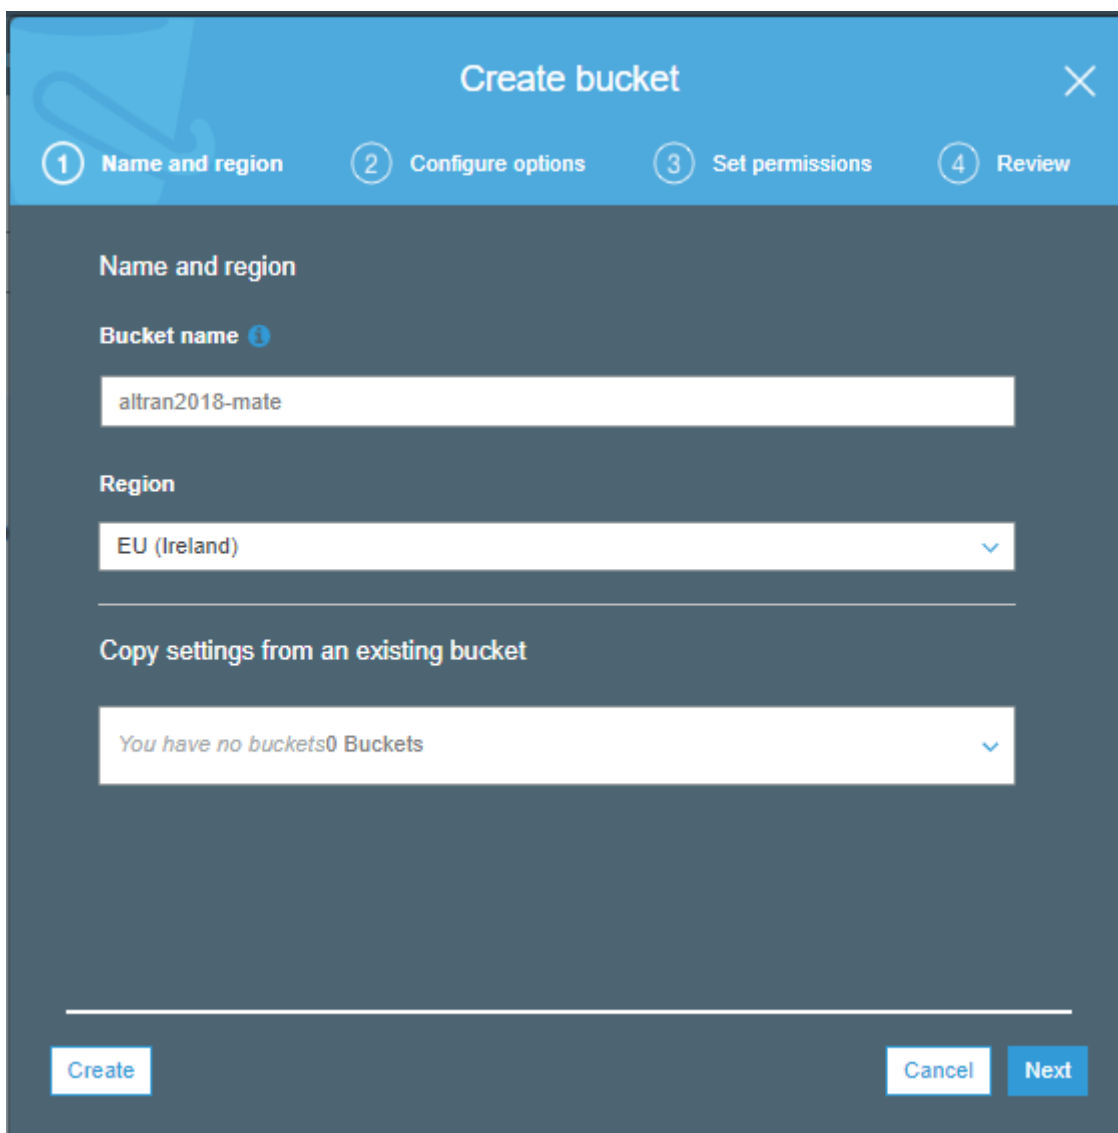 Create bucket
1 Name and region 2 Configure options 3 Set permissions 4 Review
Name and region
Bucket name
altran2018-mate
Region
EU (Ireland)
Copy settings from an existing bucket
You have no buckets0 Buckets
Create Cancel Next